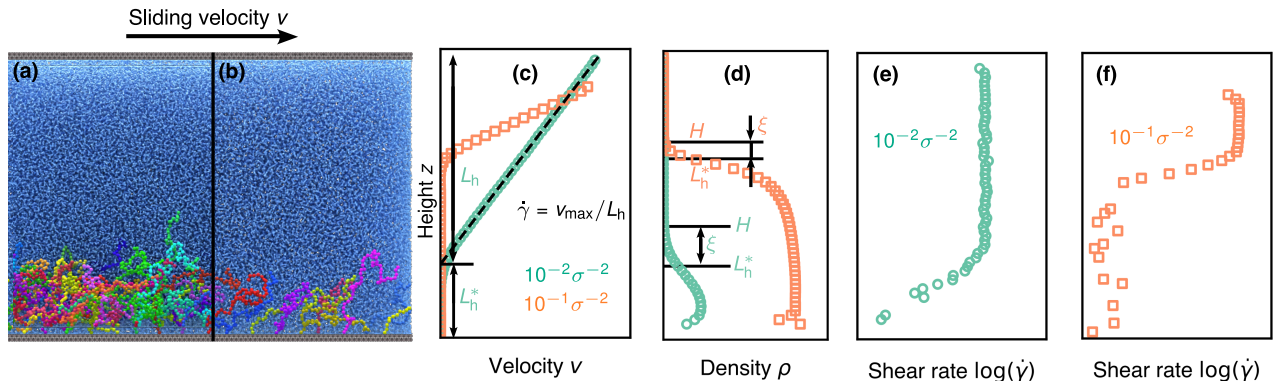 Sliding velocity v
(a)
(b)
(c)
(d)
(e)
(f)
Height z
L_h
L_h^*
γ̇ = v_max/L_h
10^−2σ^−2
10^−1σ^−2
Velocity v
H
ξ
L_h^*
H
ξ
L_h^*
Density ρ
10^−2σ^−2
Shear rate log(γ̇)
10^−1σ^−2
Shear rate log(γ̇)